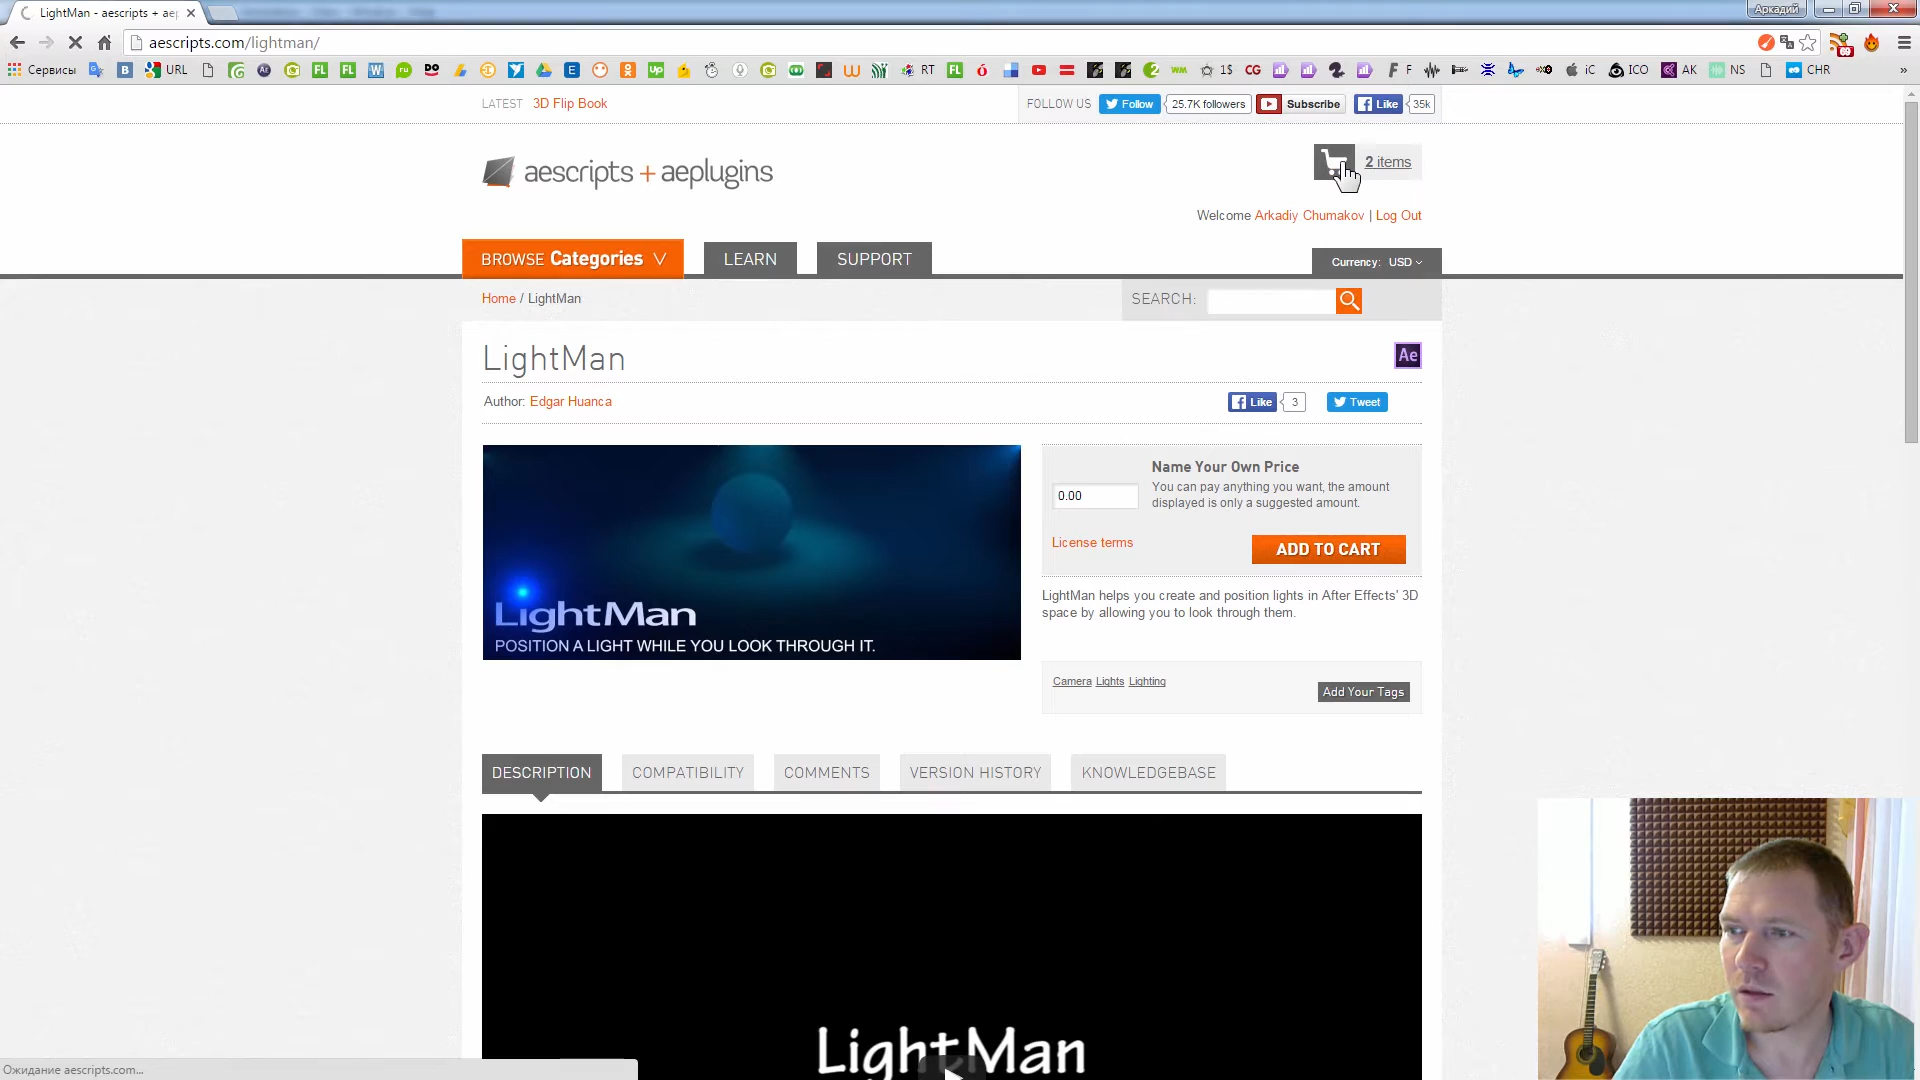 LightMan - aescripts + aep
Аркадий
aescripts.com/lightman/
Сервисы
URL
RT
1$
F
iC
ICO
AK
NS
CHR
LATEST 3D Flip Book
FOLLOW US Follow 25.7K followers Subscribe Like 35k
aescripts + aeplugins
2 items
Welcome Arkadiy Chumakov | Log Out
BROWSE Categories
LEARN
SUPPORT
Currency: USD
Home / LightMan
SEARCH:
LightMan
Ae
Author: Edgar Huanca
Like 3
Tweet
LightMan
POSITION A LIGHT WHILE YOU LOOK THROUGH IT.
Name Your Own Price
0.00
You can pay anything you want, the amount
displayed is only a suggested amount.
License terms
ADD TO CART
LightMan helps you create and position lights in After Effects' 3D
space by allowing you to look through them.
Camera Lights Lighting
Add Your Tags
DESCRIPTION
COMPATIBILITY
COMMENTS
VERSION HISTORY
KNOWLEDGEBASE
LightMan
Ожидание aescripts.com...